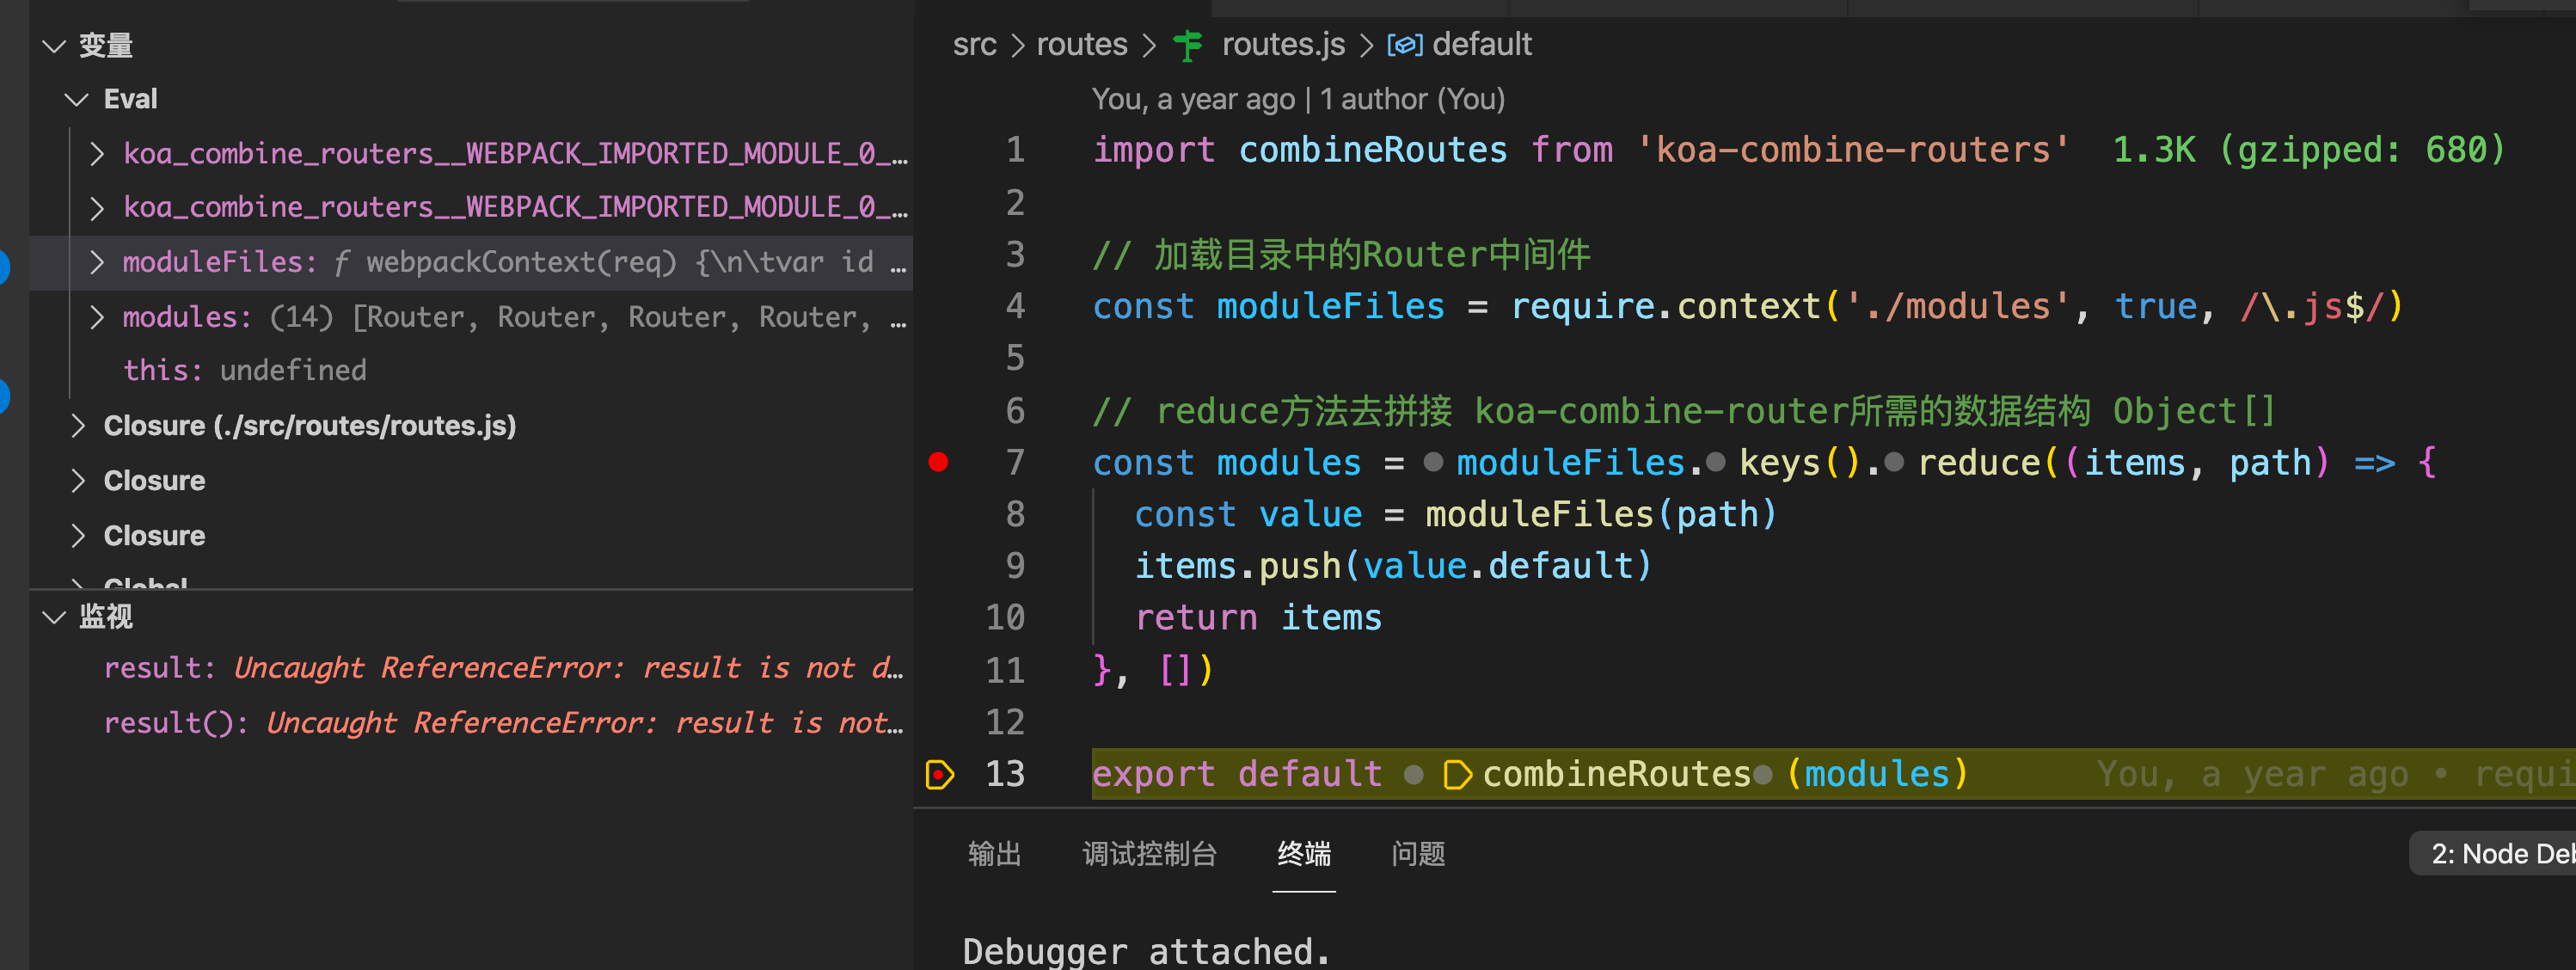 变量
Eval
koa_combine_routers__WEBPACK_IMPORTED_MODULE_0_…
koa_combine_routers__WEBPACK_IMPORTED_MODULE_0_…
moduleFiles: ƒ webpackContext(req) {\n\tvar id …
modules: (14) [Router, Router, Router, Router, …
this: undefined
Closure (./src/routes/routes.js)
Closure
Closure
Global
监视
result: Uncaught ReferenceError: result is not d…
result(): Uncaught ReferenceError: result is not…
src > routes > routes.js > default
You, a year ago | 1 author (You)
1 import combineRoutes from 'koa-combine-routers' 1.3K (gzipped: 680)
2
3 // 加载目录中的Router中间件
4 const moduleFiles = require.context('./modules', true, /\.js$/)
5
6 // reduce方法去拼接 koa-combine-router所需的数据结构 Object[]
7 const modules = moduleFiles.keys().reduce((items, path) => {
8 const value = moduleFiles(path)
9 items.push(value.default)
10 return items
11 }, [])
12
13 export default combineRoutes(modules) You, a year ago • requi
输出 调试控制台 终端 问题 2: Node Deb
Debugger attached.